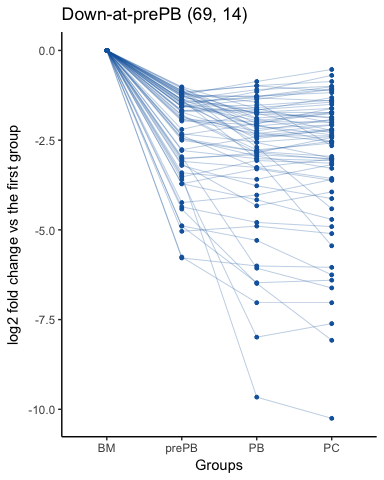 Down-at-prePB (69, 14)
log2 fold change vs the first group
0.0
-2.5
-5.0
-7.5
-10.0
BM prePB PB PC
Groups